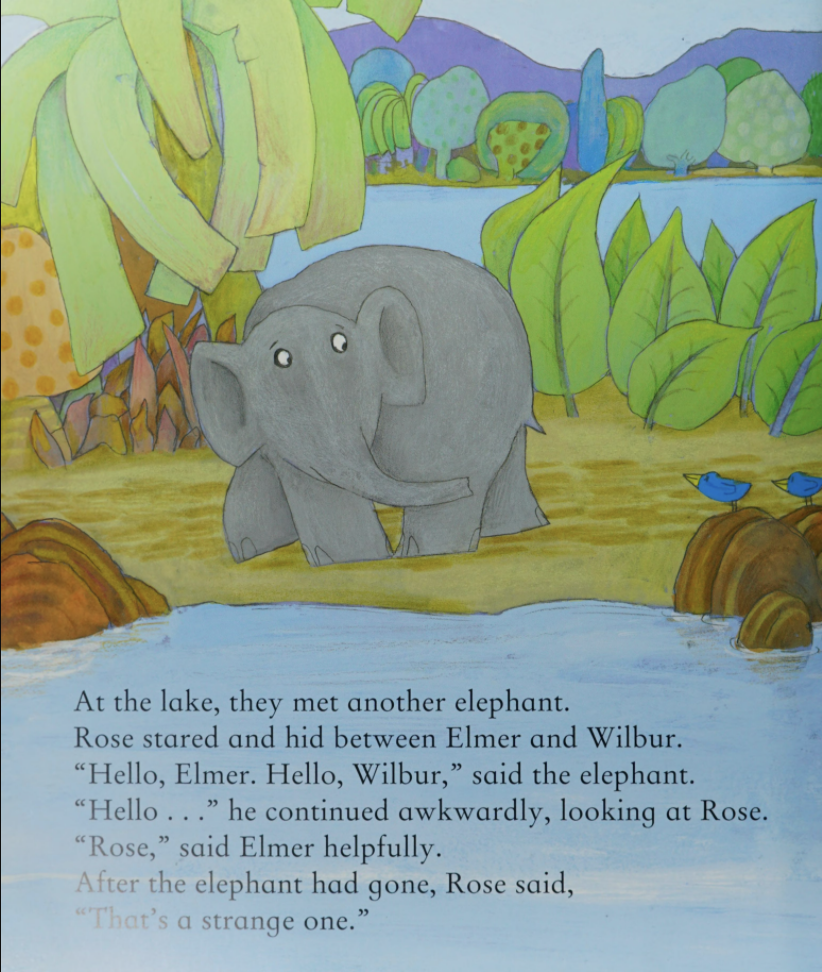 At the lake, they met another elephant.
Rose stared and hid between Elmer and Wilbur.
“Hello, Elmer. Hello, Wilbur,” said the elephant.
“Hello . . .” he continued awkwardly, looking at Rose.
“Rose,” said Elmer helpfully.
After the elephant had gone, Rose said,
“That’s a strange one.”